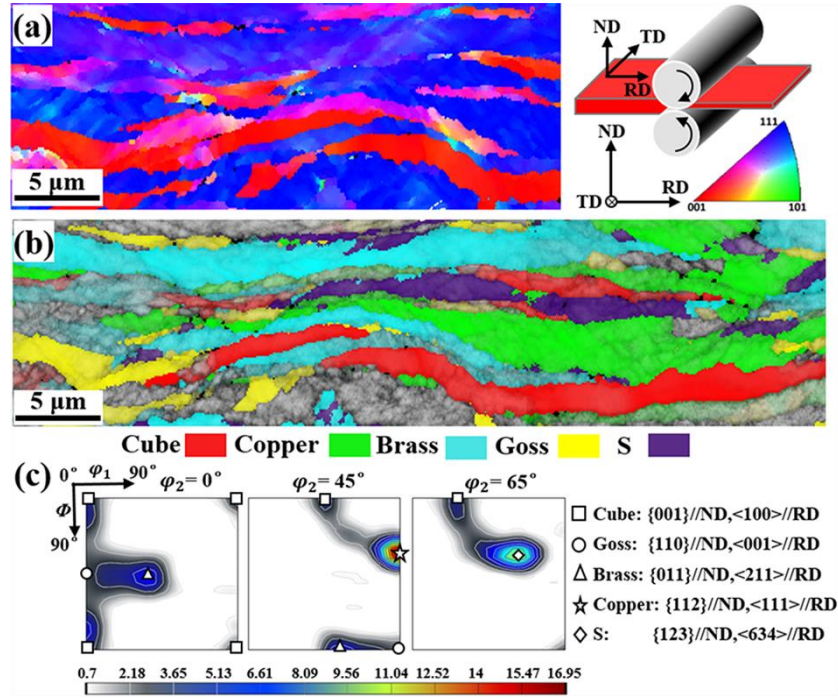 (a)
ND
TD
RD
5 μm
ND
TD
RD
111
001
101
(b)
5 μm
Cube
Copper
Brass
Goss
S
(c)
0°
φ₁
90°
Φ
90°
φ₂= 0°
φ₂= 45°
φ₂= 65°
Cube: {001}//ND,<100>//RD
Goss: {110}//ND,<001>//RD
Brass: {011}//ND,<211>//RD
Copper: {112}//ND,<111>//RD
S: {123}//ND,<634>//RD
0.7 2.18 3.65 5.13 6.61 8.09 9.56 11.04 12.52 14 15.47 16.95